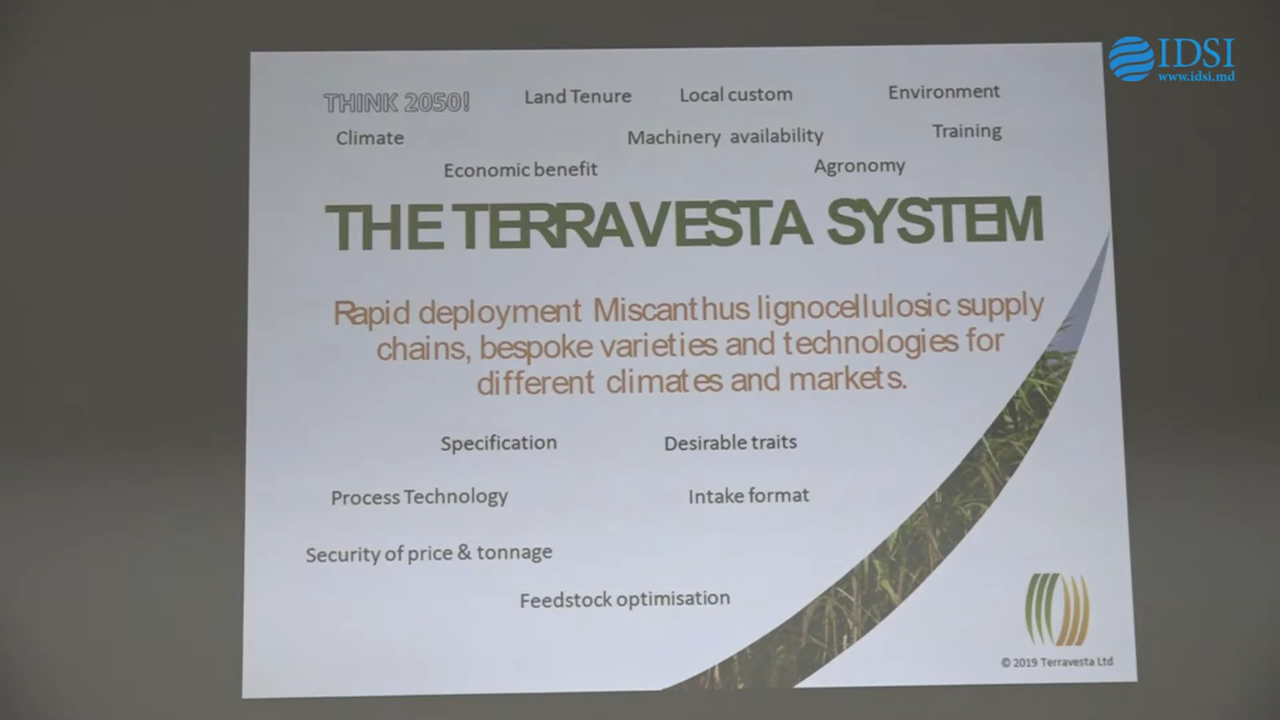 IDSI
www.idsi.md
THINK 2050!
Land Tenure
Local custom
Environment
Climate
Machinery availability
Training
Economic benefit
Agronomy
THE TERRAVESTA SYSTEM
Rapid deployment Miscanthus lignocellulosic supply
chains, bespoke varieties and technologies for
different climates and markets.
Specification
Desirable traits
Process Technology
Intake format
Security of price & tonnage
Feedstock optimisation
© 2019 Terravesta Ltd